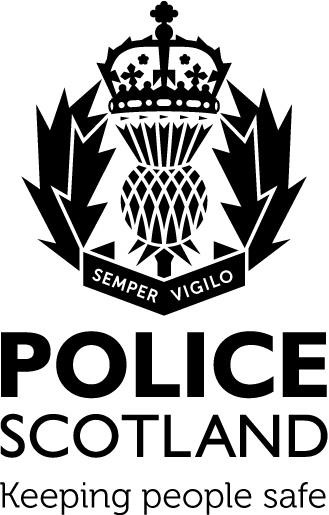 SEMPER VIGILO
POLICE
SCOTLAND
Keeping people safe